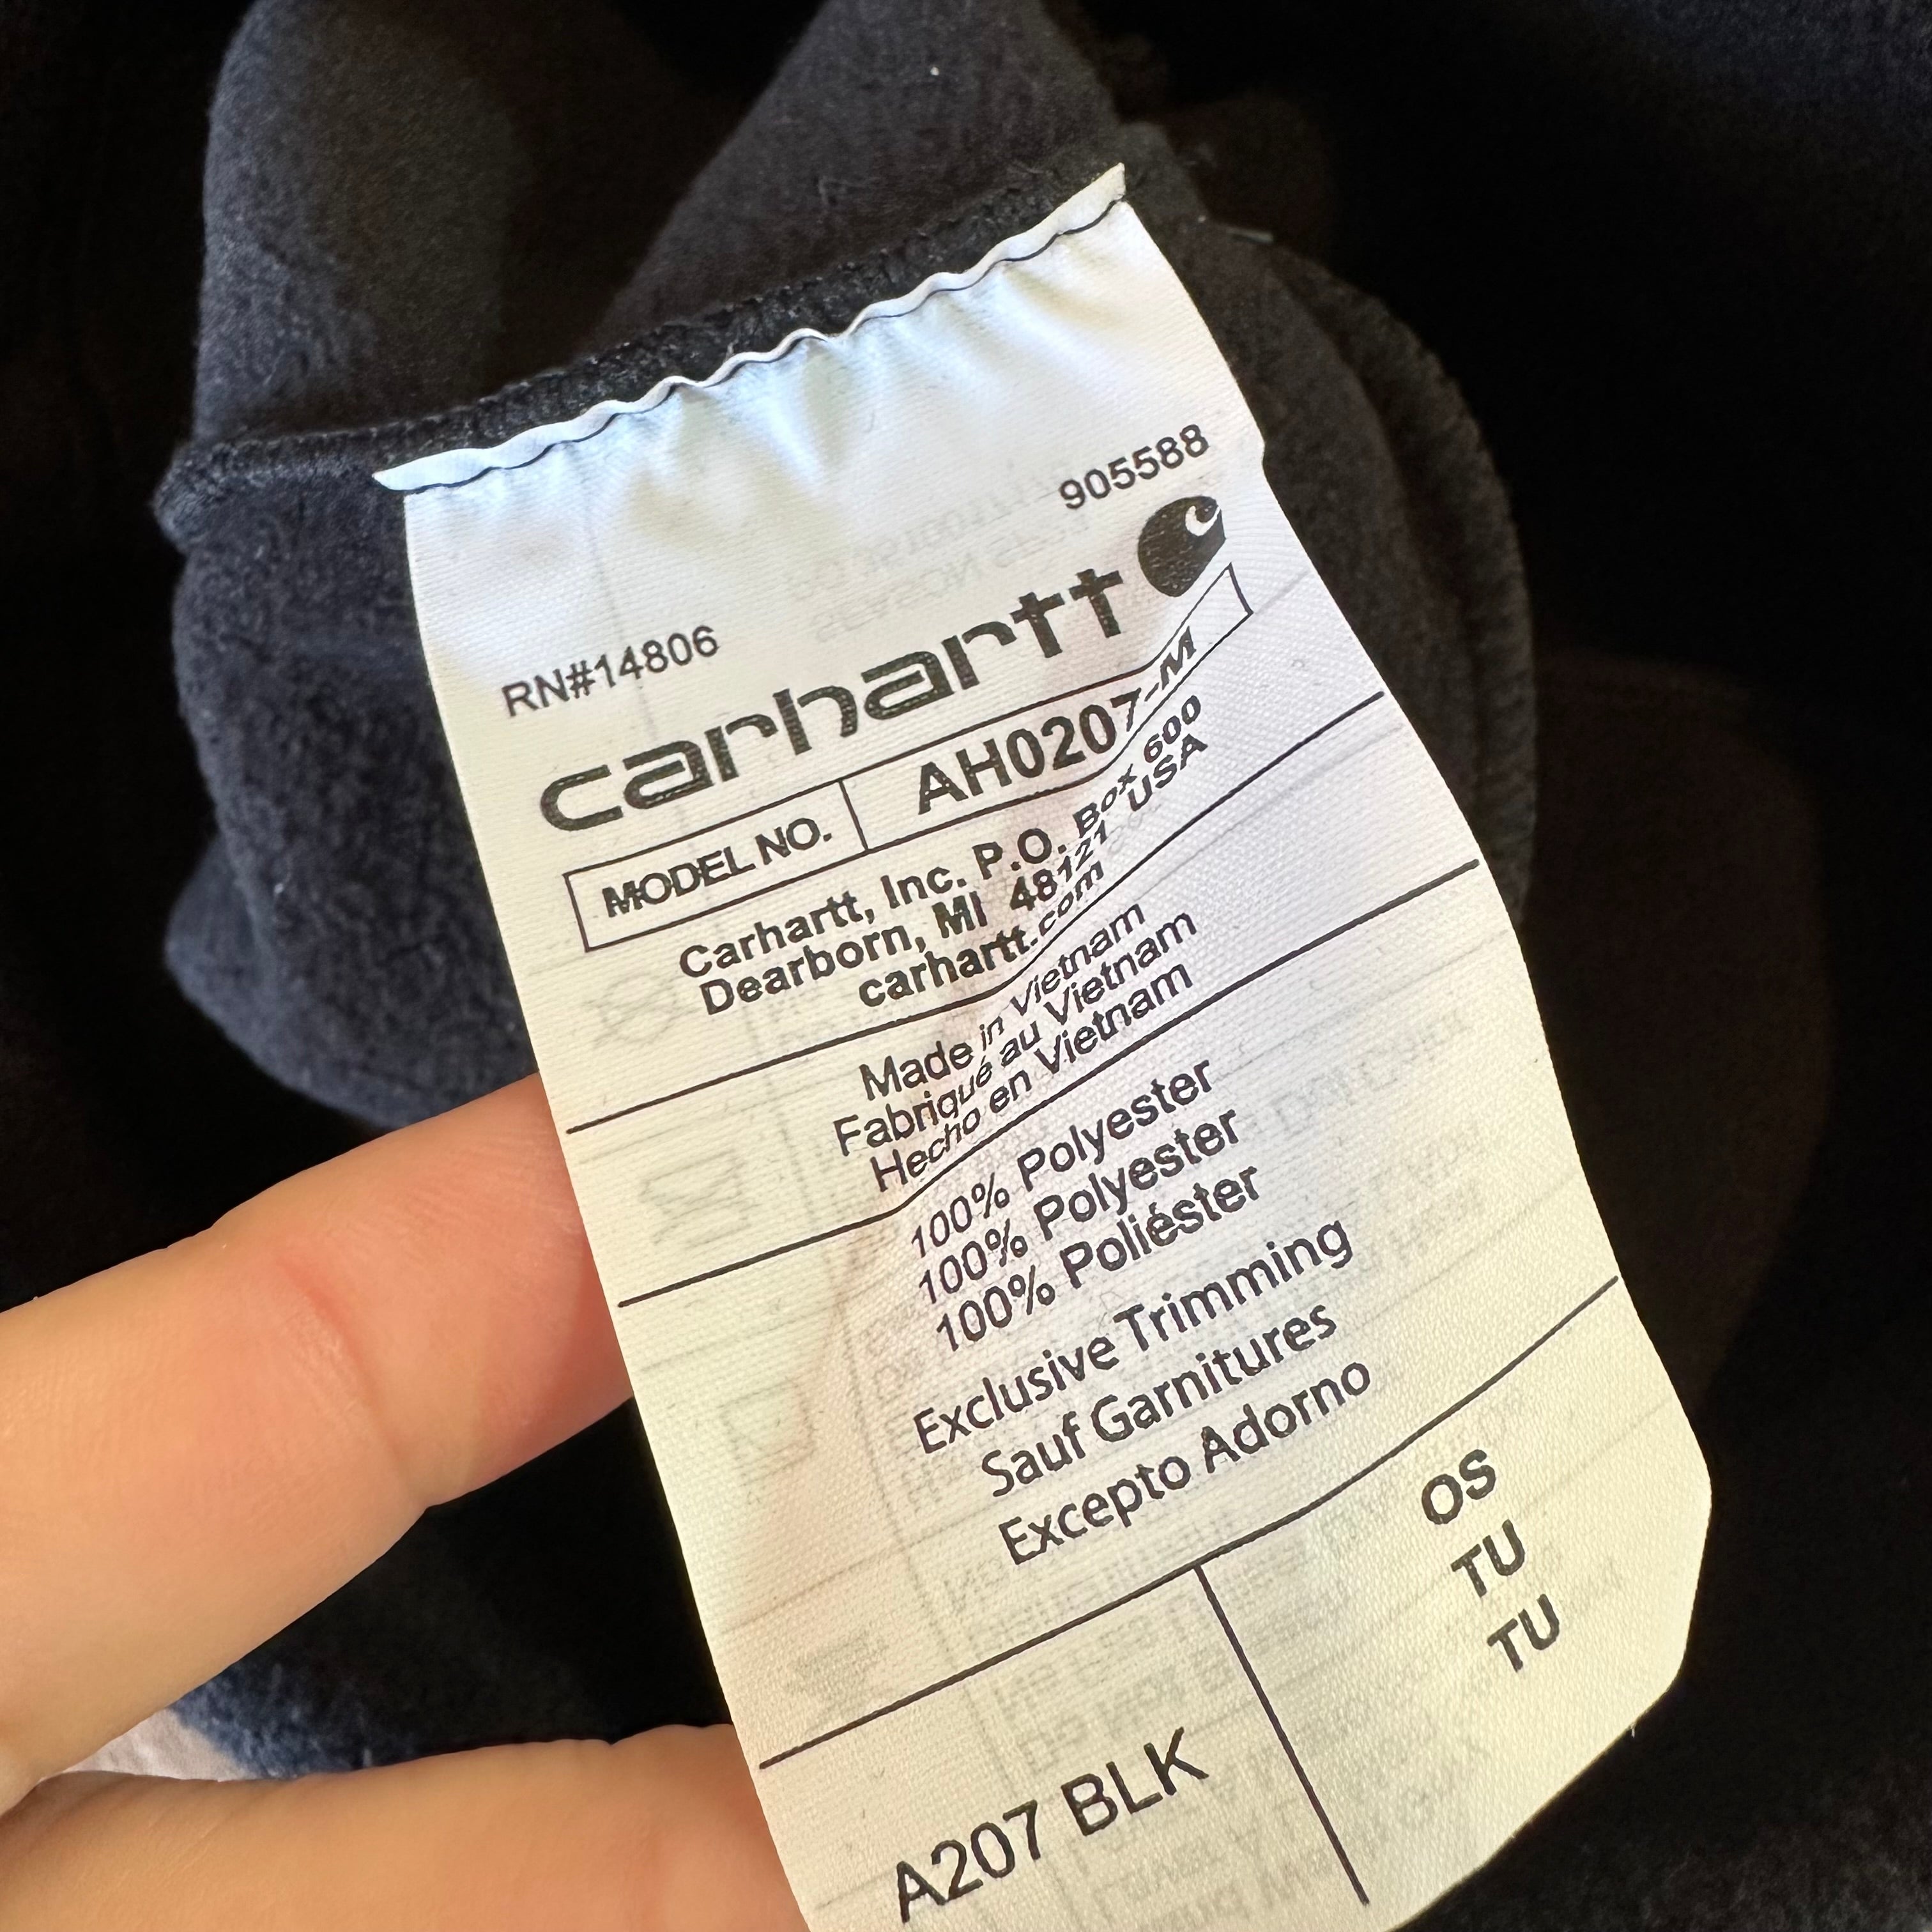 905588
RN#14806
carhartt
MODEL NO. AH0207-M
Carhartt, Inc. P.O. Box 600
Dearborn, MI 48121 USA
carhartt.com
Made in Vietnam
Fabriqué au Vietnam
Hecho en Vietnam
100% Polyester
100% Polyester
100% Poliéster
Exclusive Trimming
Sauf Garnitures
Excepto Adorno
OS
TU
TU
A207 BLK